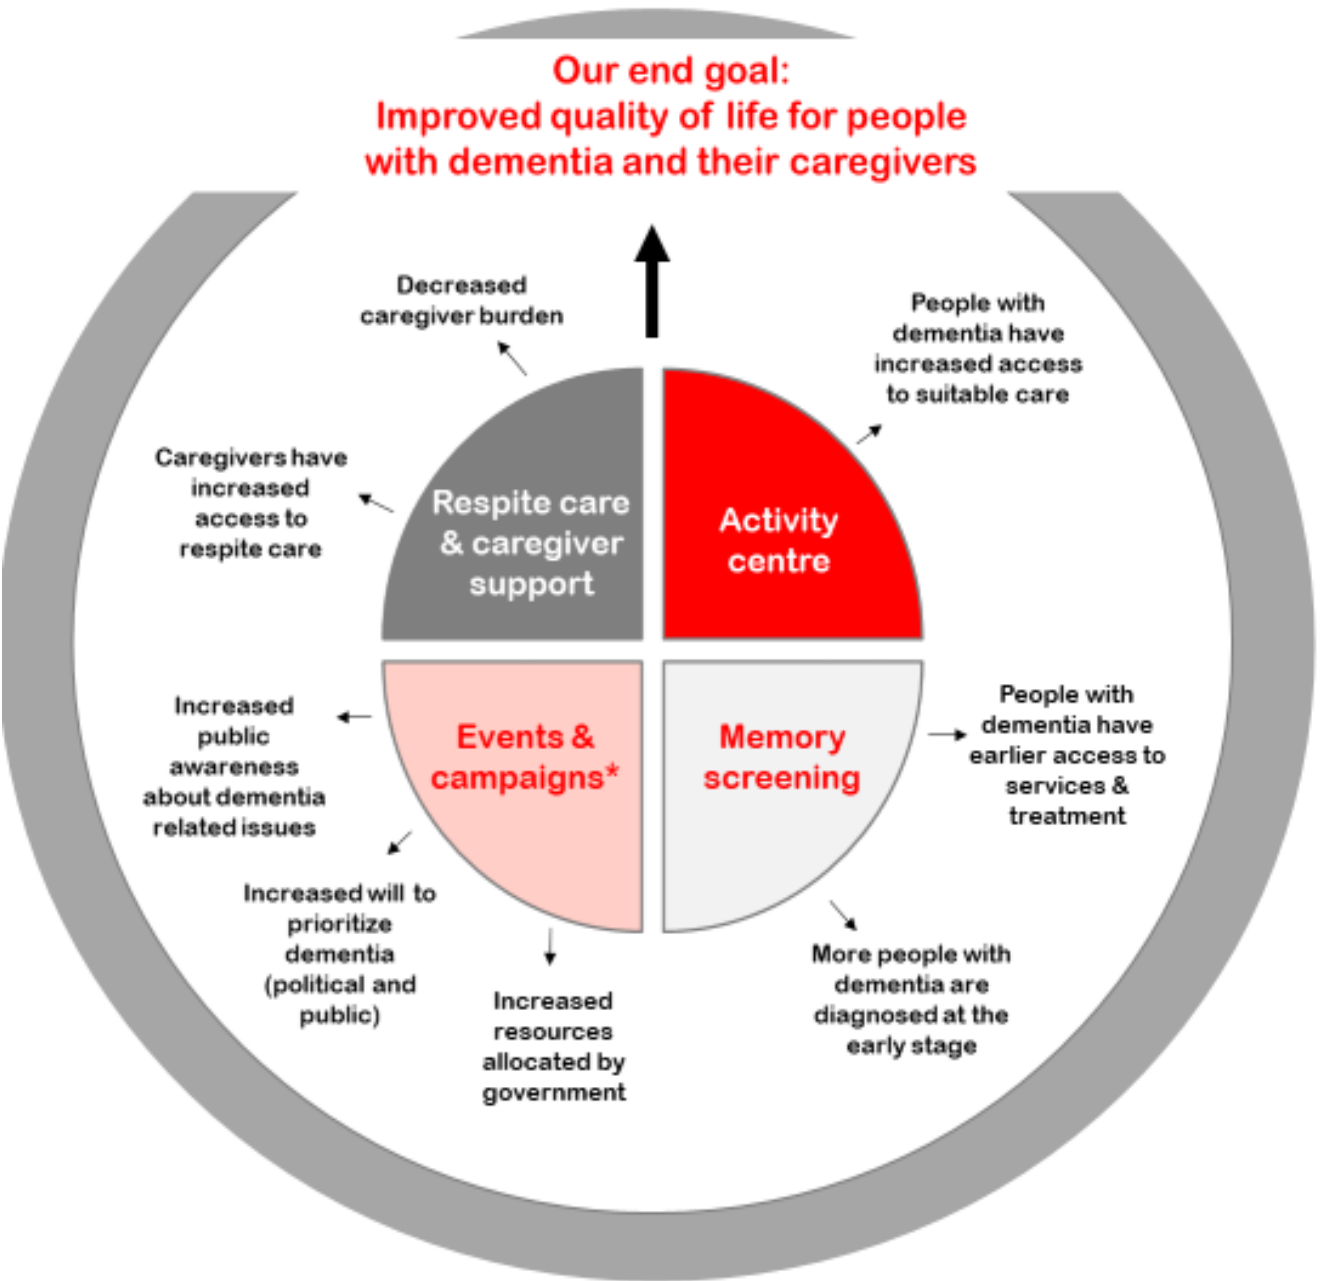 Our end goal:
Improved quality of life for people
with dementia and their caregivers
Decreased
caregiver burden
People with
dementia have
increased access
to suitable care
Caregivers have
increased
access to
respite care
Respite care
& caregiver
support
Activity
centre
Increased
public
awareness
about dementia
related issues
Events &
campaigns*
Memory
screening
People with
dementia have
earlier access to
services &
treatment
Increased will to
prioritize
dementia
(political and
public)
Increased
resources
allocated by
government
More people with
dementia are
diagnosed at the
early stage